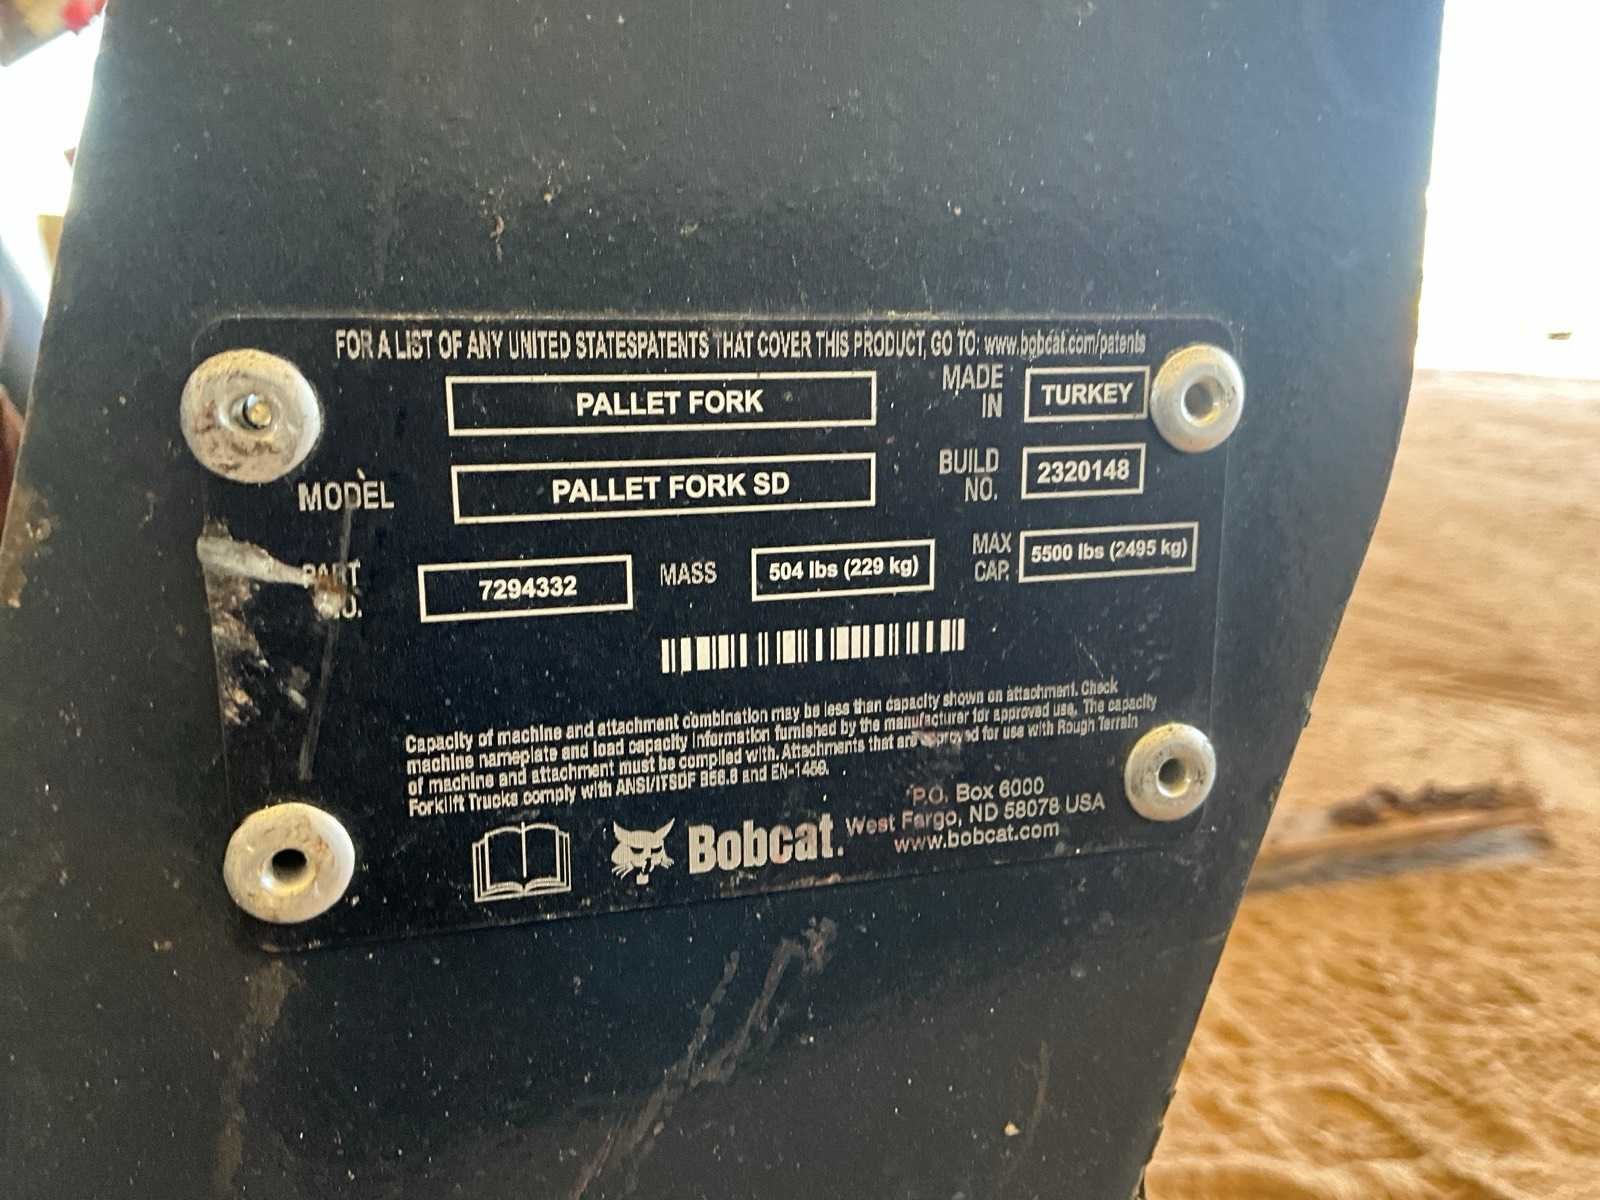 FOR A LIST OF ANY UNITED STATESPATENTS THAT COVER THIS PRODUCT, GO TO: www.bobcat.com/patents
PALLET FORK
MADE IN TURKEY
MODEL PALLET FORK SD
BUILD NO. 2320148
PART NO. 7294332
MASS 504 lbs (229 kg)
MAX CAP. 5500 lbs (2495 kg)
Capacity of machine and attachment combination may be less than capacity shown on attachment. Check
machine nameplate and load capacity information furnished by the manufacturer for approved use. The capacity
of machine and attachment must be complied with. Attachments that are approved for use with Rough Terrain
Forklift Trucks comply with ANSI/ITSDF B56.6 and EN-1459.
Bobcat.
P.O. Box 6000
West Fargo, ND 58078 USA
www.bobcat.com